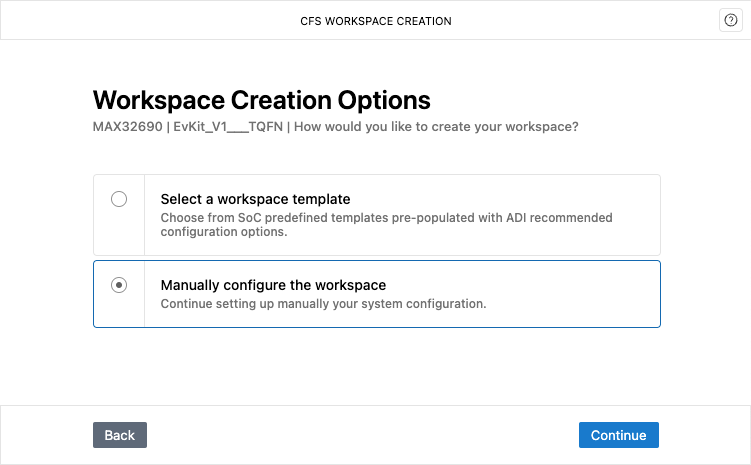 CFS WORKSPACE CREATION
Workspace Creation Options
MAX32690 | EvKit_V1___TQFN | How would you like to create your workspace?
Select a workspace template
Choose from SoC predefined templates pre-populated with ADI recommended
configuration options.
Manually configure the workspace
Continue setting up manually your system configuration.
Back
Continue